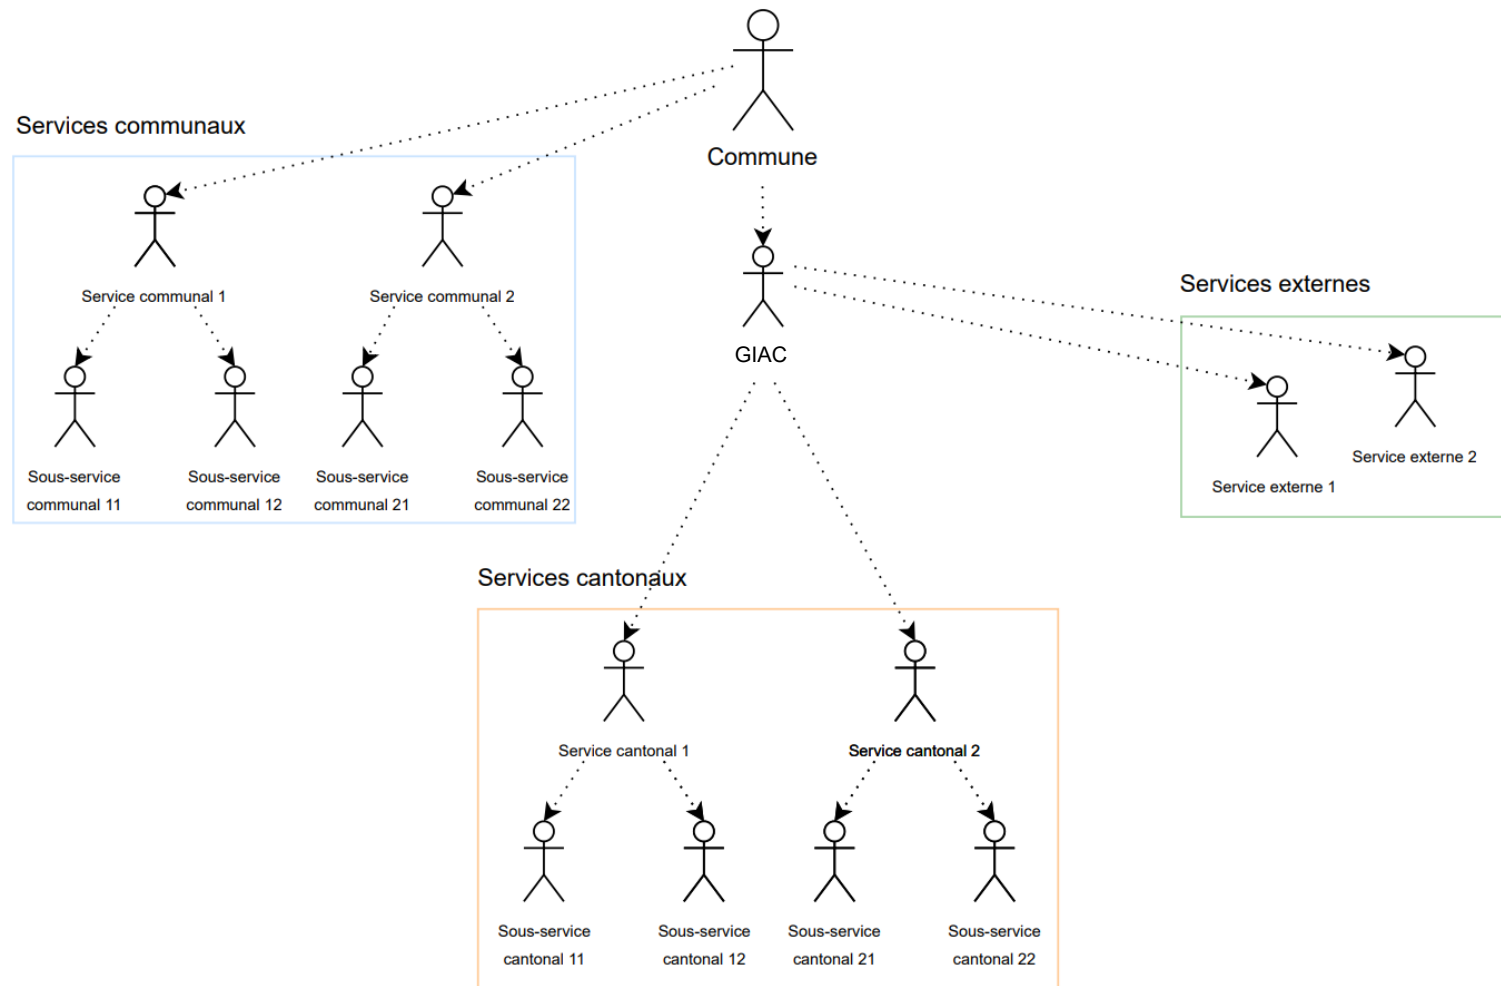 Commune
Services communaux
Service communal 1
Service communal 2
Sous-service
communal 11
Sous-service
communal 12
Sous-service
communal 21
Sous-service
communal 22
GIAC
Services externes
Service externe 1
Service externe 2
Services cantonaux
Service cantonal 1
Service cantonal 2
Sous-service
cantonal 11
Sous-service
cantonal 12
Sous-service
cantonal 21
Sous-service
cantonal 22